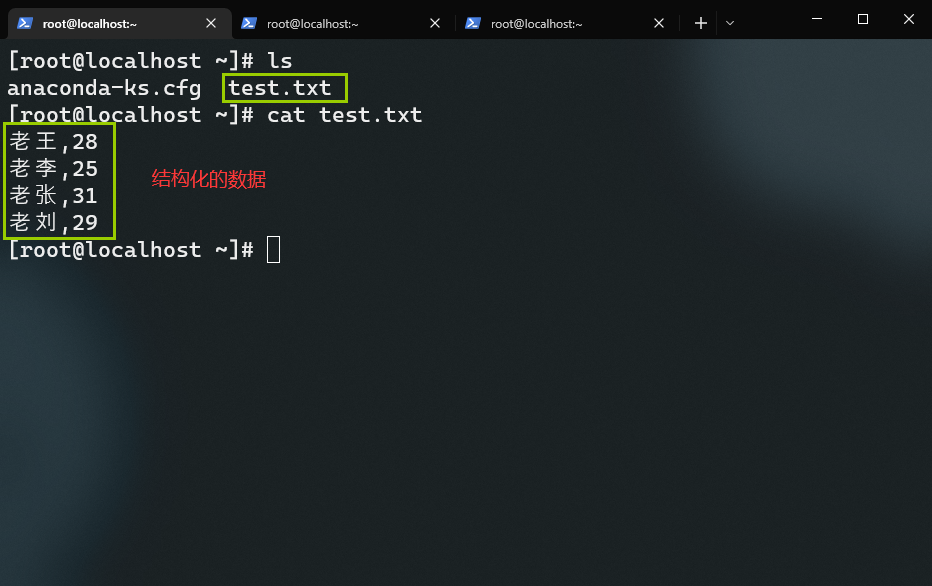 root@localhost:~
root@localhost:~
root@localhost:~
[root@localhost ~]# ls
anaconda-ks.cfg  test.txt
[root@localhost ~]# cat test.txt
老王,28
老李,25
结构化的数据
老张,31
老刘,29
[root@localhost ~]#